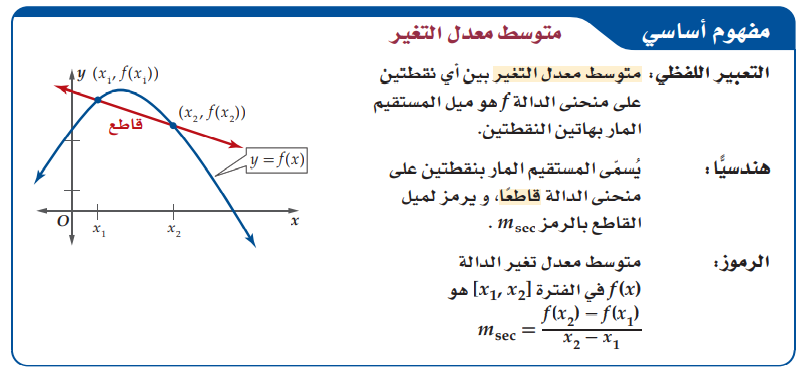 مفهوم أساسي متوسط معدل التغير
التعبير اللفظي: متوسط معدل التغير بين أي نقطتين
على منحنى الدالة f هو ميل المستقيم
المار بهاتين النقطتين.
هندسيًّا: يُسمّى المستقيم المار بنقطتين على
منحنى الدالة قاطعًا، و يرمز لميل
القاطع بالرمز m_sec .
الرموز: متوسط معدل تغير الدالة
f(x) في الفترة [x₁, x₂] هو
m_sec = (f(x₂) − f(x₁)) / (x₂ − x₁)
y (x₁, f(x₁))
(x₂, f(x₂))
قاطع
y = f(x)
O x₁ x₂ x